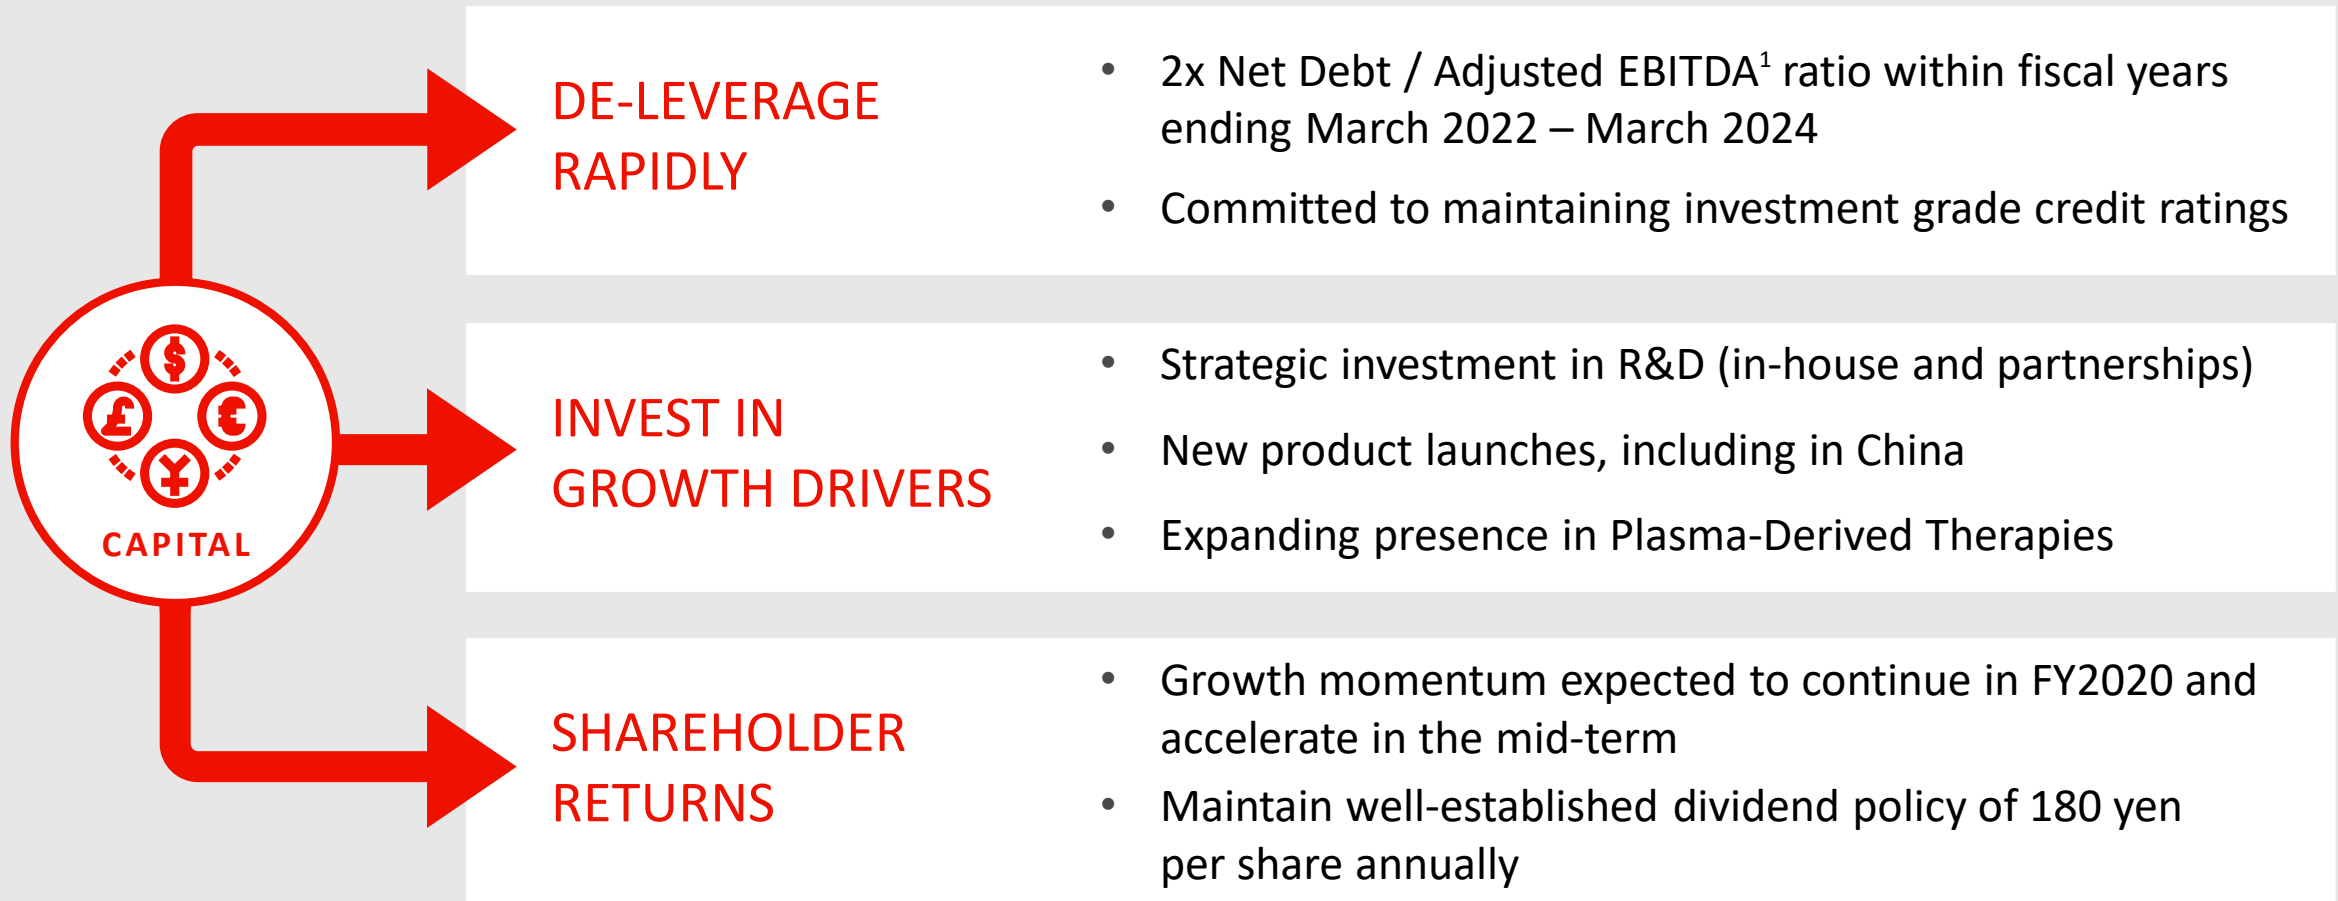 DE-LEVERAGE
RAPIDLY
• 2x Net Debt / Adjusted EBITDA¹ ratio within fiscal years
ending March 2022 – March 2024
• Committed to maintaining investment grade credit ratings
$
£
€
¥
CAPITAL
INVEST IN
GROWTH DRIVERS
• Strategic investment in R&D (in-house and partnerships)
• New product launches, including in China
• Expanding presence in Plasma-Derived Therapies
SHAREHOLDER
RETURNS
• Growth momentum expected to continue in FY2020 and
accelerate in the mid-term
• Maintain well-established dividend policy of 180 yen
per share annually